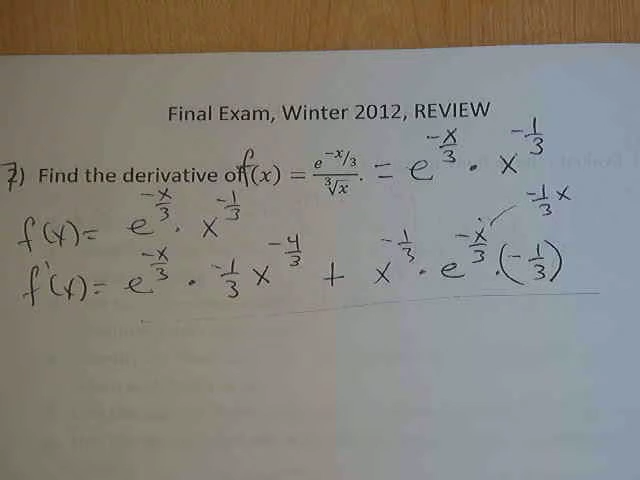 Final Exam, Winter 2012, REVIEW
7) Find the derivative of f(x) = e^(-x/3)/∛x. = e^(-x/3) · x^(-1/3)
-1/3 x
f(x) = e^(-x/3) · x^(-1/3)
f'(x) = e^(-x/3) · -1/3 x^(-4/3) + x^(-1/3) · e^(-x/3) · (-1/3)